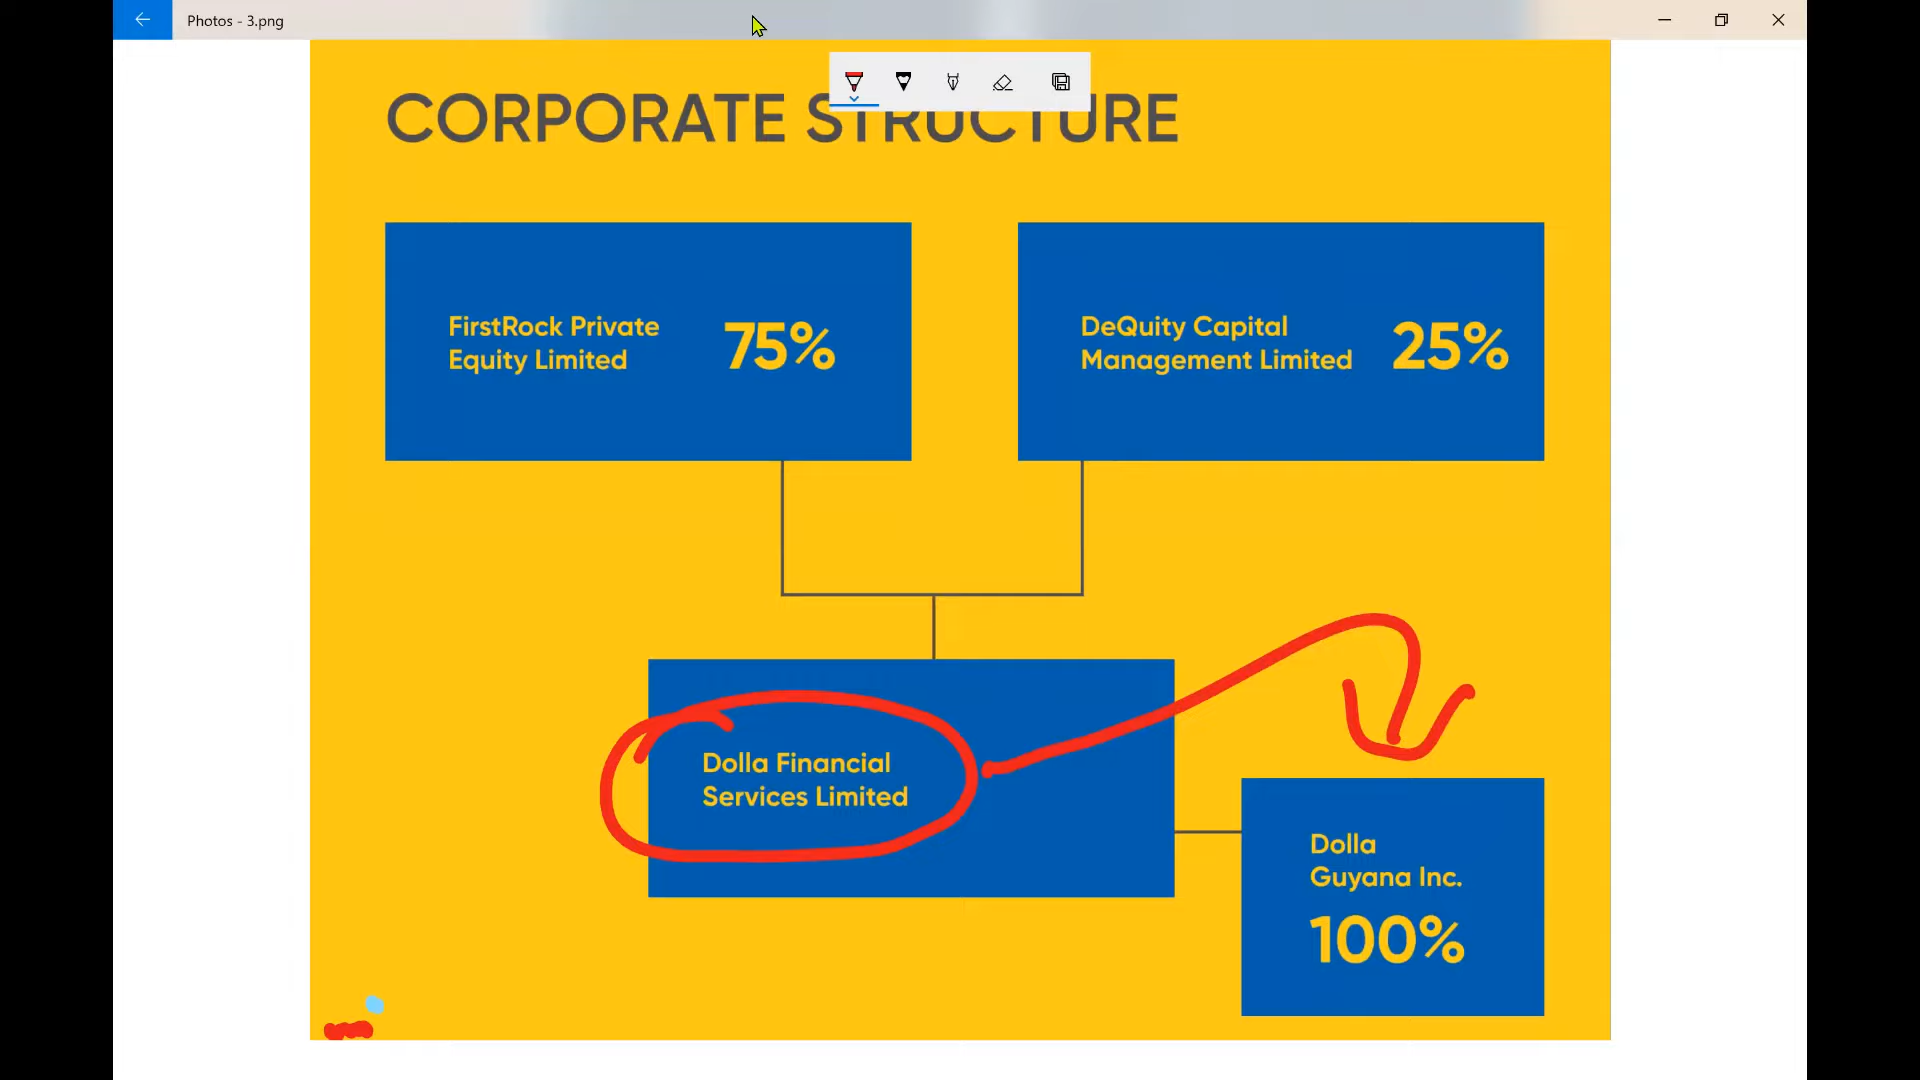 Photos - 3.png
CORPORATE STRUCTURE
FirstRock Private
Equity Limited
75%
DeQuity Capital
Management Limited
25%
Dolla Financial
Services Limited
Dolla
Guyana Inc.
100%